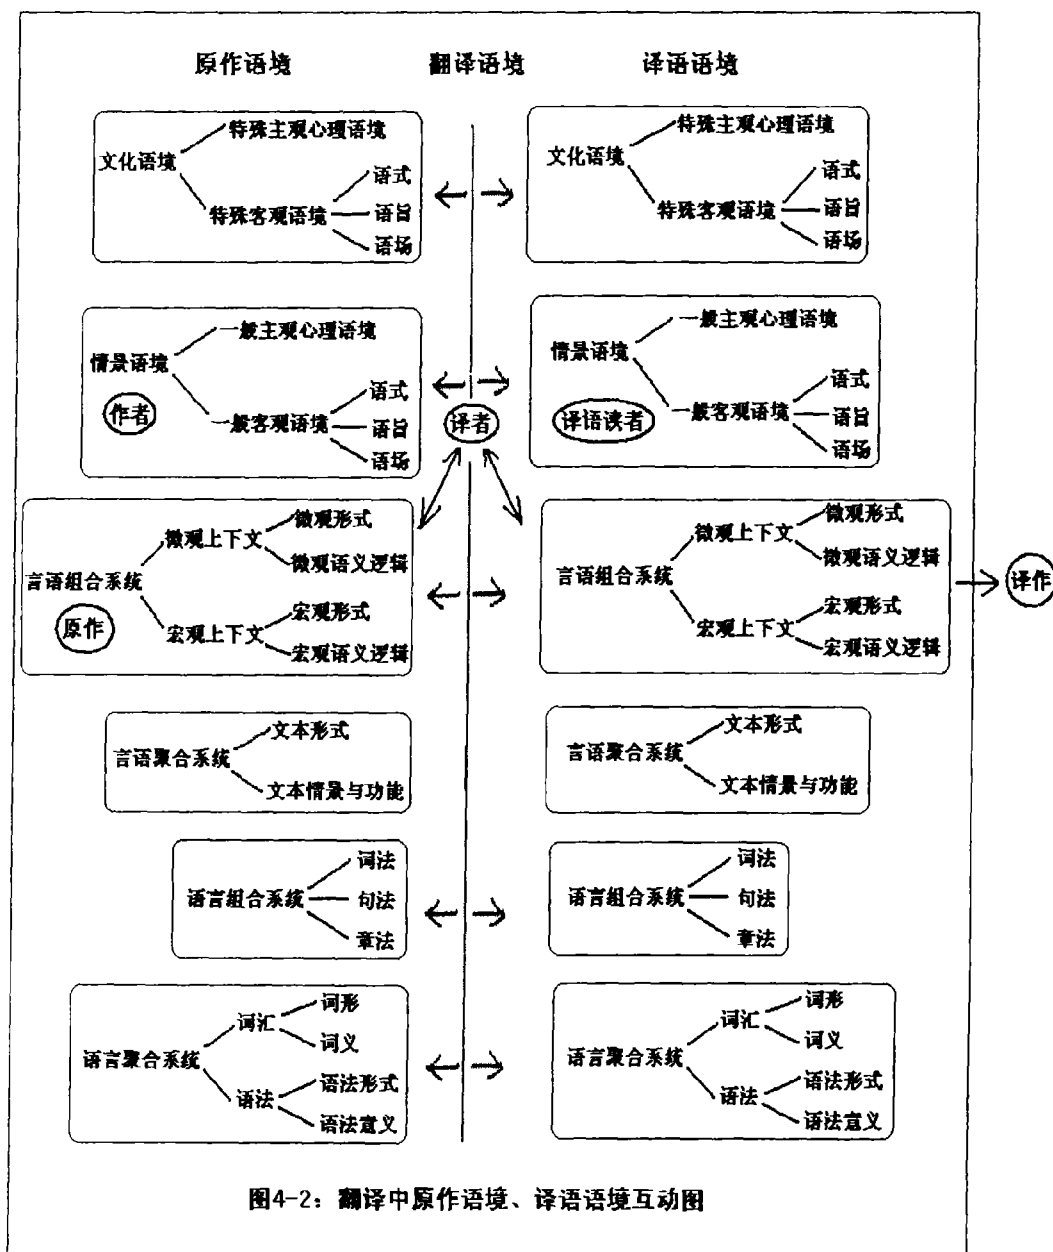 原作语境 翻译语境 译语语境
特殊主观心理语境
文化语境
语式
特殊客观语境
语旨
语场
特殊主观心理语境
文化语境
语式
特殊客观语境
语旨
语场
一般主观心理语境
情景语境
作者
语式
一般客观语境
语旨
语场
译者
一般主观心理语境
情景语境
译语读者
语式
一般客观语境
语旨
语场
微观形式
微观上下文
微观语义逻辑
言语组合系统
原作
宏观形式
宏观上下文
宏观语义逻辑
微观形式
微观上下文
微观语义逻辑
言语组合系统
宏观形式
宏观上下文
宏观语义逻辑
译作
文本形式
言语聚合系统
文本情景与功能
文本形式
言语聚合系统
文本情景与功能
词法
语言组合系统
句法
章法
词法
语言组合系统
句法
章法
词形
词汇
词义
语言聚合系统
语法形式
语法
语法意义
词形
词汇
词义
语言聚合系统
语法形式
语法
语法意义
图4-2：翻译中原作语境、译语语境互动图